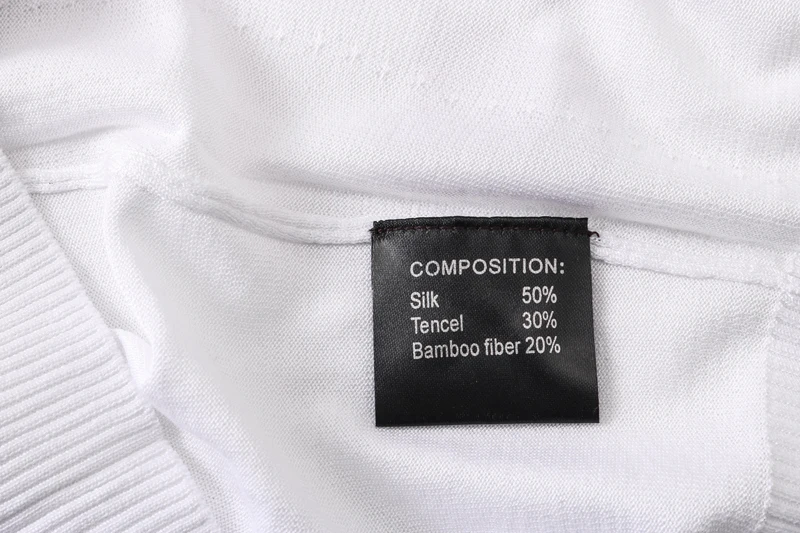 COMPOSITION:
Silk 50%
Tencel 30%
Bamboo fiber 20%